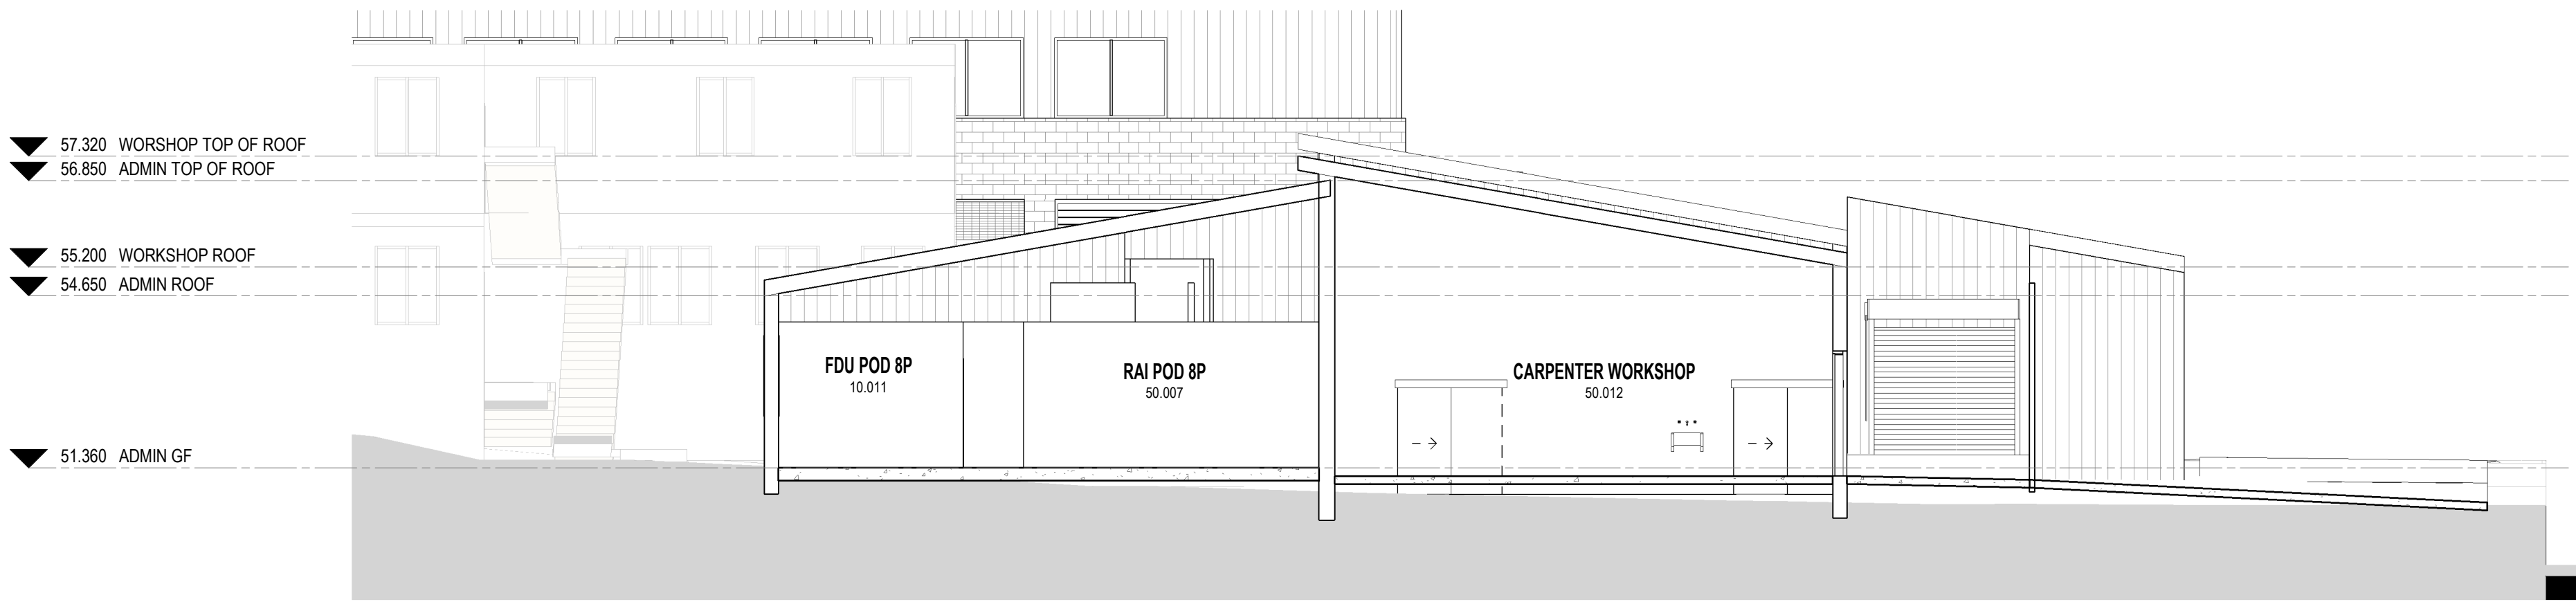 57.320 WORSHOP TOP OF ROOF
56.850 ADMIN TOP OF ROOF
55.200 WORKSHOP ROOF
54.650 ADMIN ROOF
51.360 ADMIN GF
FDU POD 8P
10.011
RAI POD 8P
50.007
CARPENTER WORKSHOP
50.012